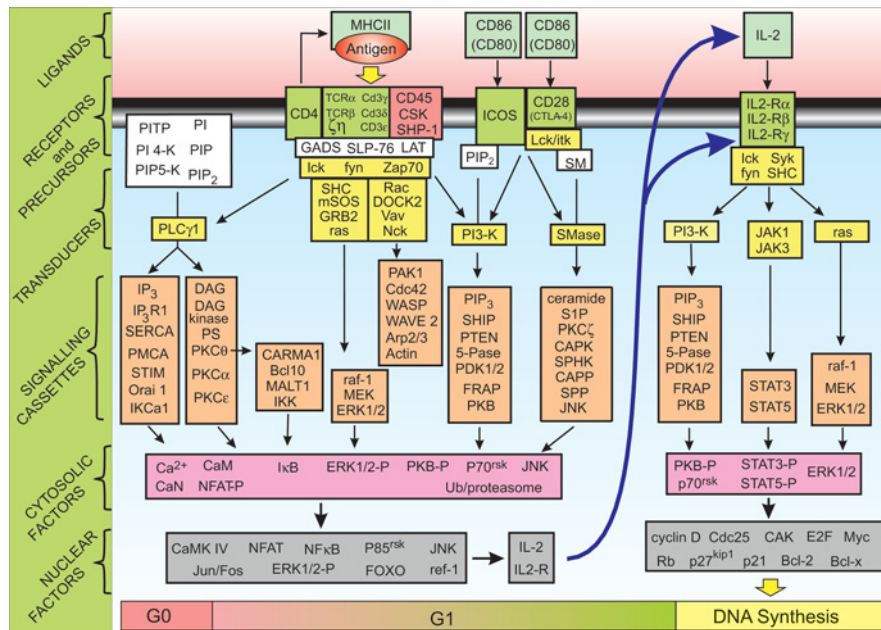 LIGANDS
RECEPTORS
and
PRECURSORS
TRANSDUCERS
SIGNALLING
CASSETTES
CYTOSOLIC
FACTORS
NUCLEAR
FACTORS
MHCII
Antigen
CD86
(CD80)
CD86
(CD80)
IL-2
PITP PI
PI 4-K PIP
PIP5-K PIP2
CD4
TCRα Cd3γ
TCRβ Cd3δ
ζη CD3ε
CD45
CSK
SHP-1
GADS SLP-76 LAT
lck fyn Zap70
SHC
mSOS
GRB2
ras
Rac
DOCK2
Vav
Nck
ICOS
CD28
(CTLA-4)
Lck/itk
PIP2
SM
IL2-Rα
IL2-Rβ
IL2-Rγ
lck Syk
fyn SHC
PLCγ1
PI3-K
SMase
PI3-K
JAK1
JAK3
ras
IP3
IP3R1
SERCA
PMCA
STIM
Orai 1
IKCa1
DAG
DAG
kinase
PS
PKCθ
PKCα
PKCε
CARMA1
Bcl10
MALT1
IKK
raf-1
MEK
ERK1/2
PAK1
Cdc42
WASP
WAVE 2
Arp2/3
Actin
PIP3
SHIP
PTEN
5-Pase
PDK1/2
FRAP
PKB
ceramide
S1P
PKCζ
CAPK
SPHK
CAPP
SPP
JNK
PIP3
SHIP
PTEN
5-Pase
PDK1/2
FRAP
PKB
STAT3
STAT5
raf-1
MEK
ERK1/2
Ca2+ CaM IκB ERK1/2-P PKB-P P70rsk JNK
CaN NFAT-P Ub/proteasome
PKB-P STAT3-P ERK1/2
p70rsk STAT5-P
CaMK IV NFAT NFκB P85rsk JNK
Jun/Fos ERK1/2-P FOXO ref-1
IL-2
IL2-R
cyclin D Cdc25 CAK E2F Myc
Rb p27kip1 p21 Bcl-2 Bcl-x
G0
G1
DNA Synthesis